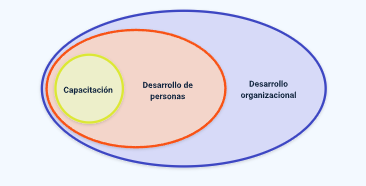 Capacitación
Desarrollo de
personas
Desarrollo
organizacional